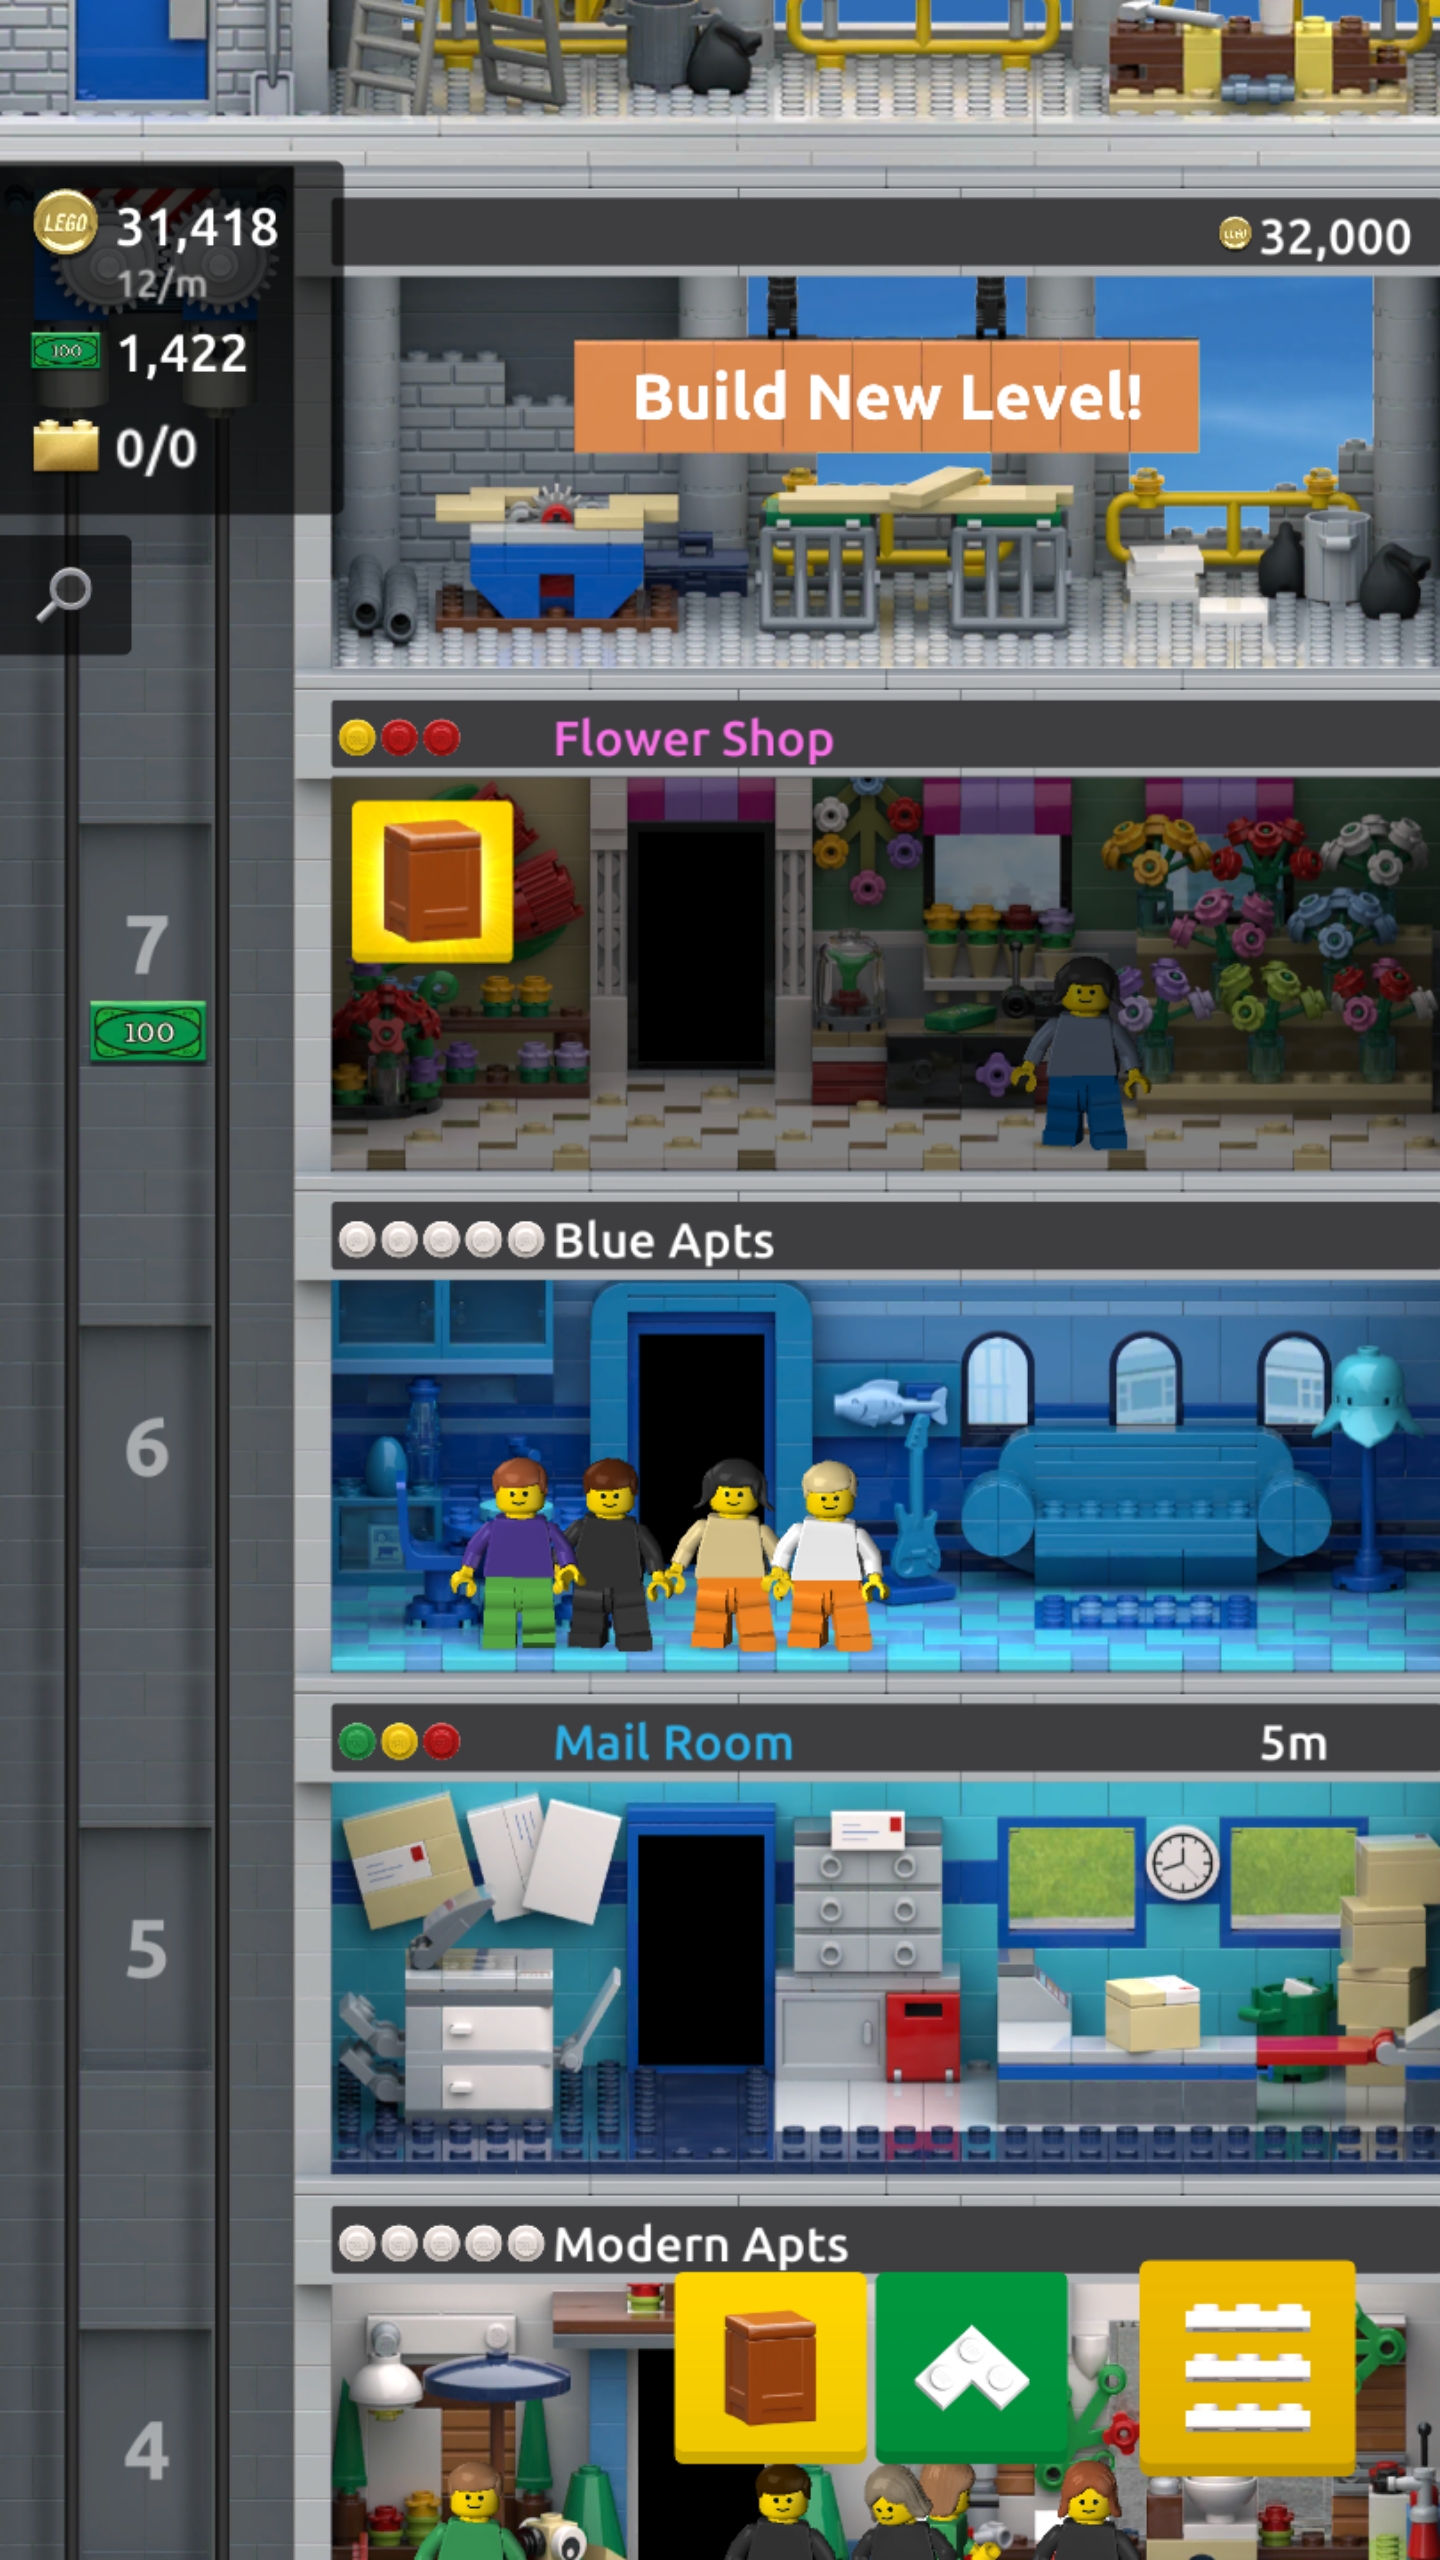 LEGO 31,418
12/m
100 1,422
0/0
32,000
Build New Level!
Flower Shop
7
100
Blue Apts
6
Mail Room 5m
5
Modern Apts
4